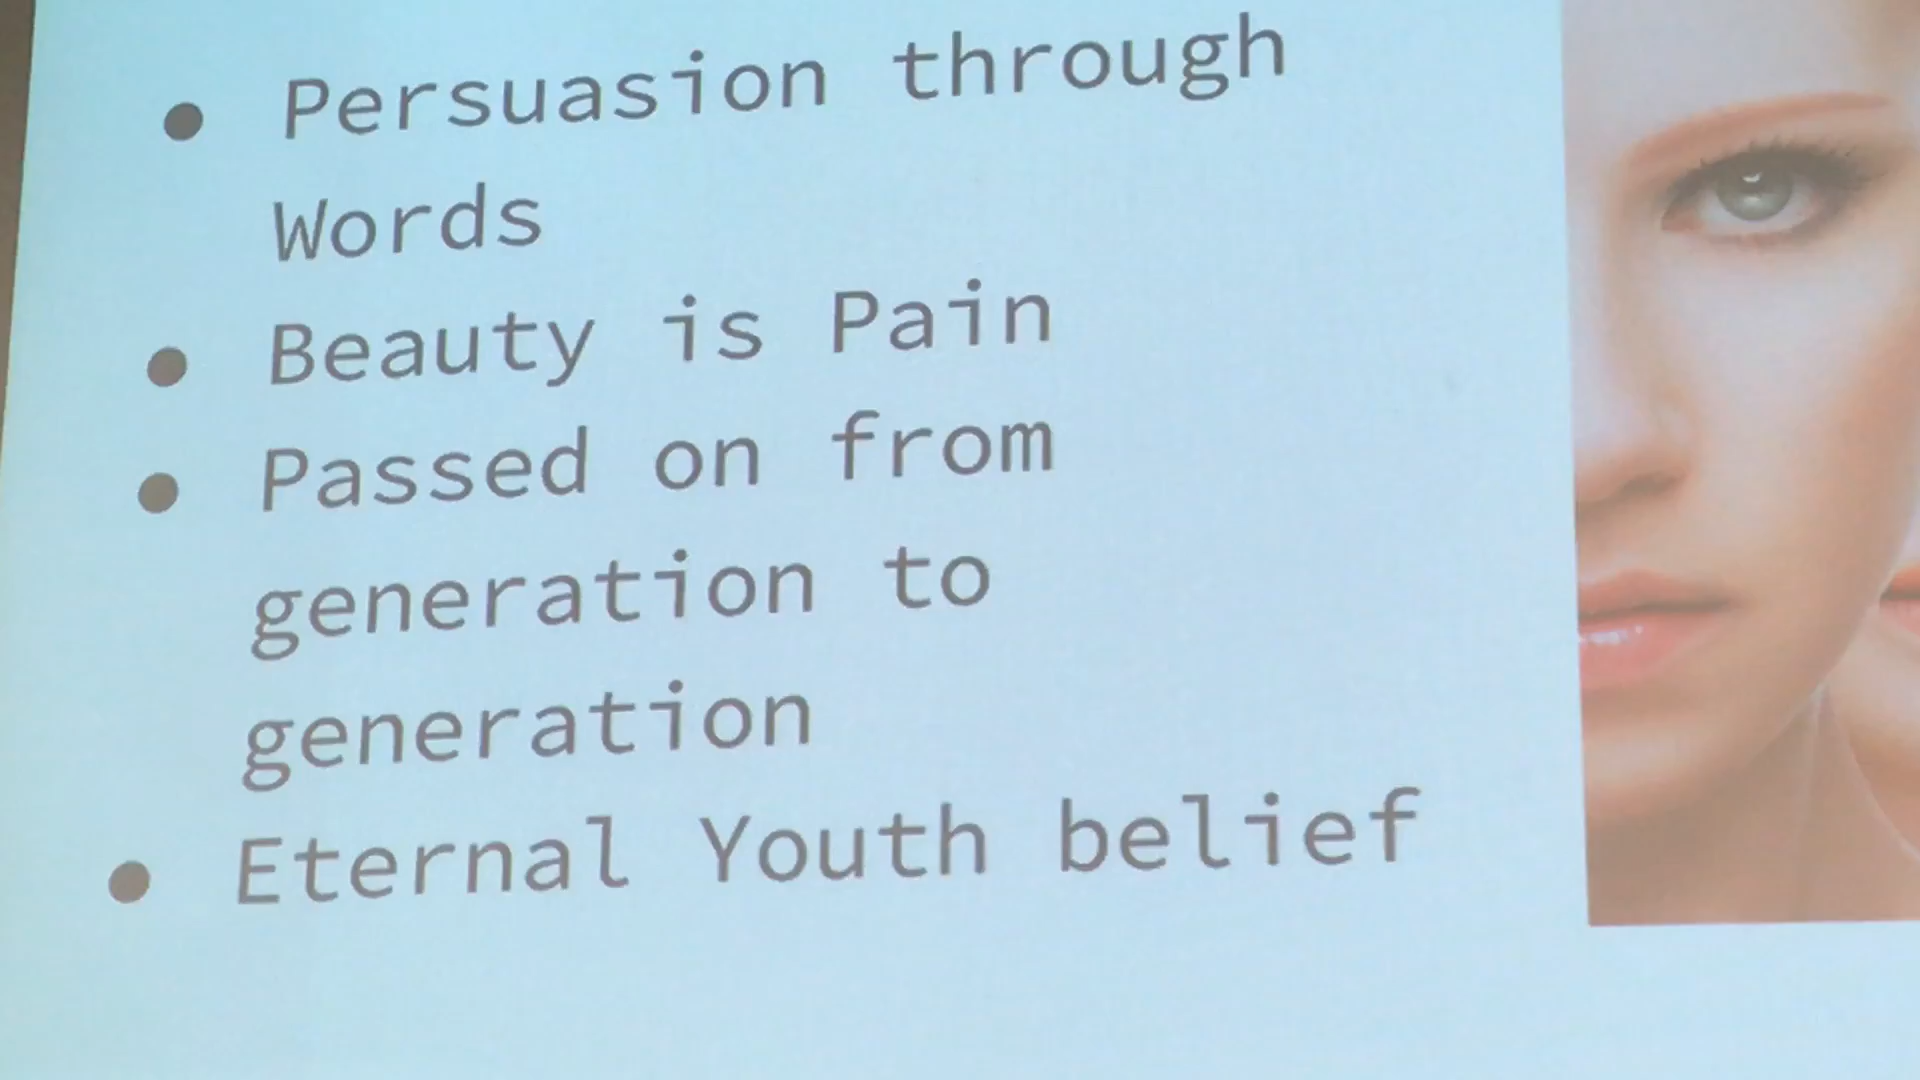 ● Persuasion through
Words
● Beauty is Pain
● Passed on from
generation to
generation
● Eternal Youth belief